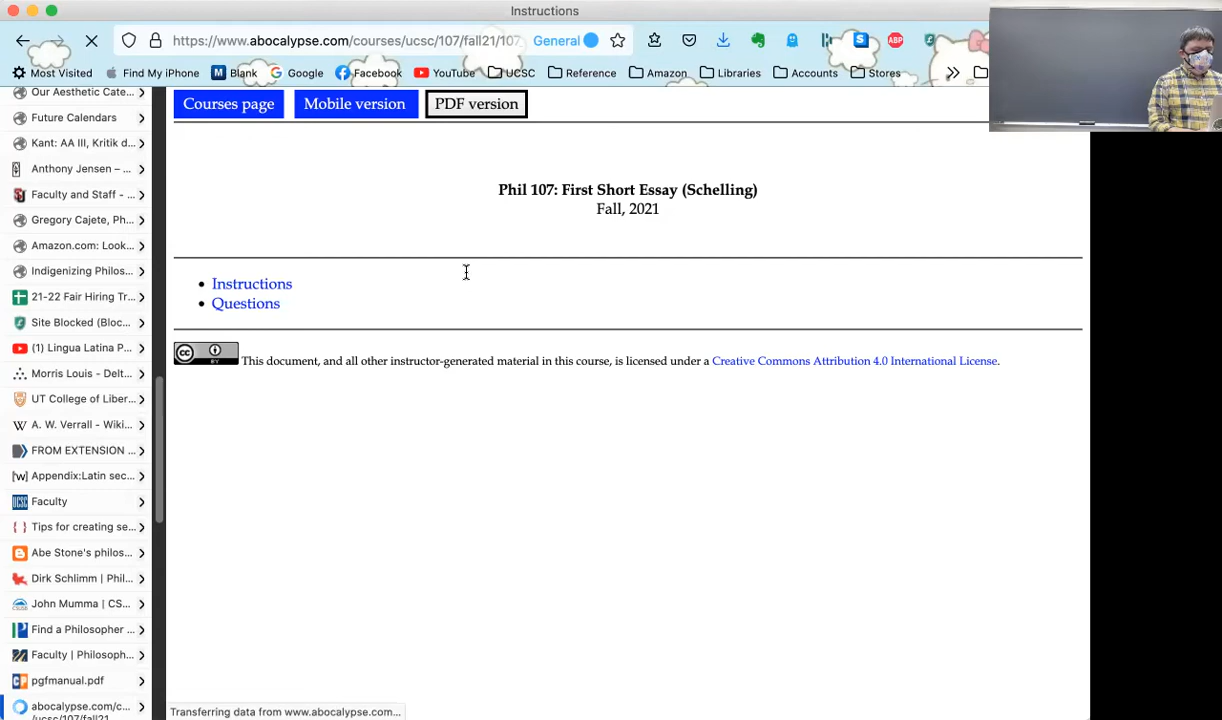 Instructions
https://www.abocalypse.com/courses/ucsc/107/fall21/107
General
ABP
Most Visited
Find My iPhone
Blank
Google
Facebook
YouTube
UCSC
Reference
Amazon
Libraries
Accounts
Stores
Our Aesthetic Cate...
Future Calendars
Kant: AA III, Kritik d...
Anthony Jensen – ...
Faculty and Staff - ...
Gregory Cajete, Ph...
Amazon.com: Look...
Indigenizing Philos...
21-22 Fair Hiring Tr...
Site Blocked (Bloc...
(1) Lingua Latina P...
Morris Louis - Delt...
UT College of Liber...
A. W. Verrall - Wiki...
FROM EXTENSION ...
Appendix:Latin sec...
Faculty
Tips for creating se...
Abe Stone's philos...
Dirk Schlimm | Phil...
John Mumma | CS...
Find a Philosopher ...
Faculty | Philosoph...
pgfmanual.pdf
abocalypse.com/c...
ucsc/107/fall21
Courses page
Mobile version
PDF version
Phil 107: First Short Essay (Schelling)
Fall, 2021
Instructions
Questions
This document, and all other instructor-generated material in this course, is licensed under a Creative Commons Attribution 4.0 International License.
Transferring data from www.abocalypse.com...